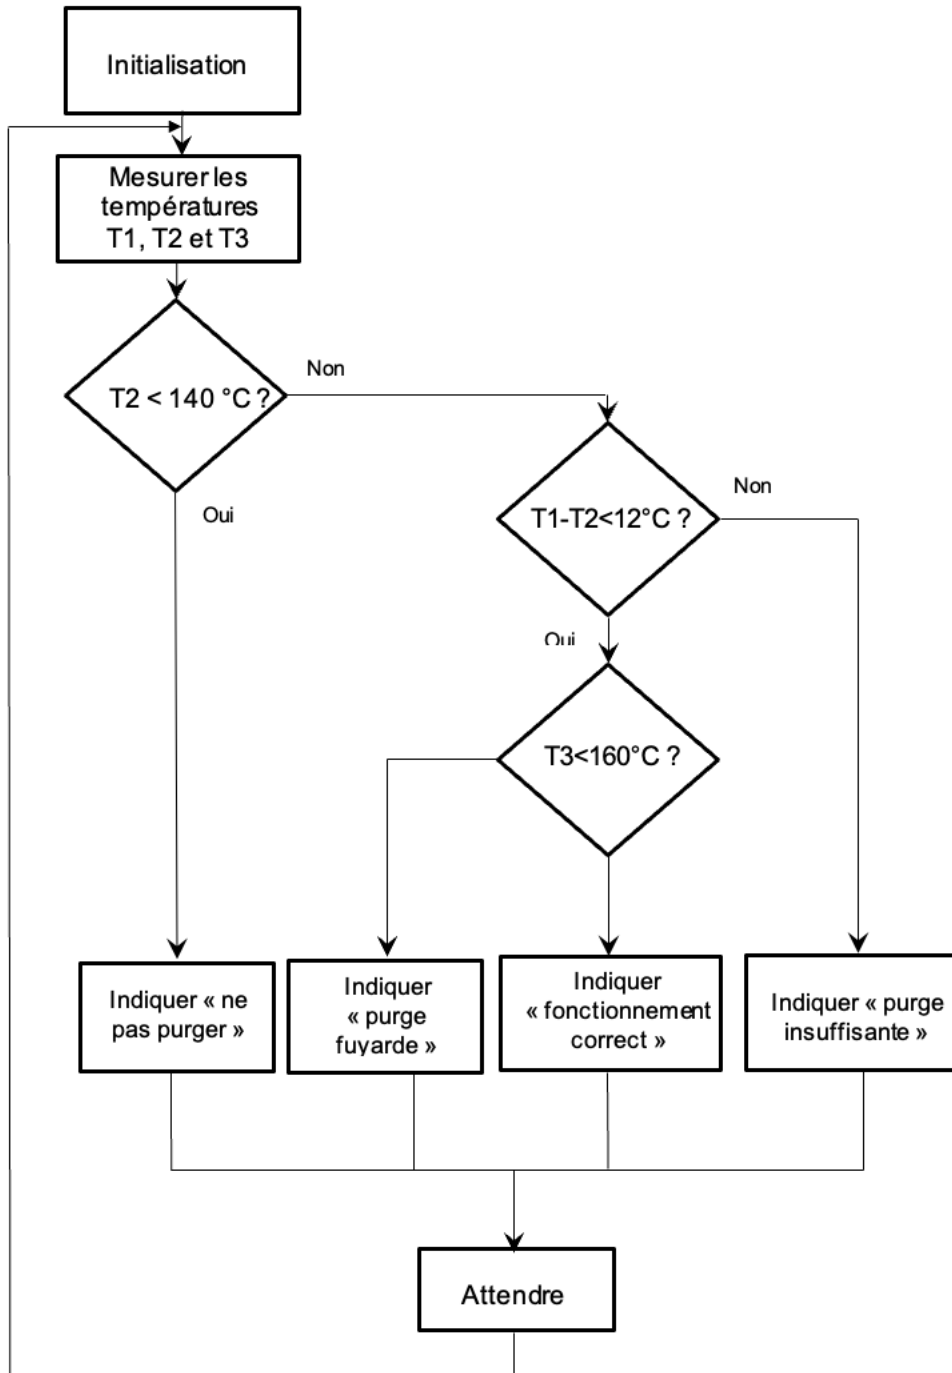 Initialisation
Mesurer les
températures
T1, T2 et T3
Non
T2 < 140 °C ?
Non
Oui
T1-T2<12°C ?
Oui
T3<160°C ?
Indiquer « ne
pas purger »
Indiquer
« purge
fuyarde »
Indiquer
« fonctionnement
correct »
Indiquer « purge
insuffisante »
Attendre